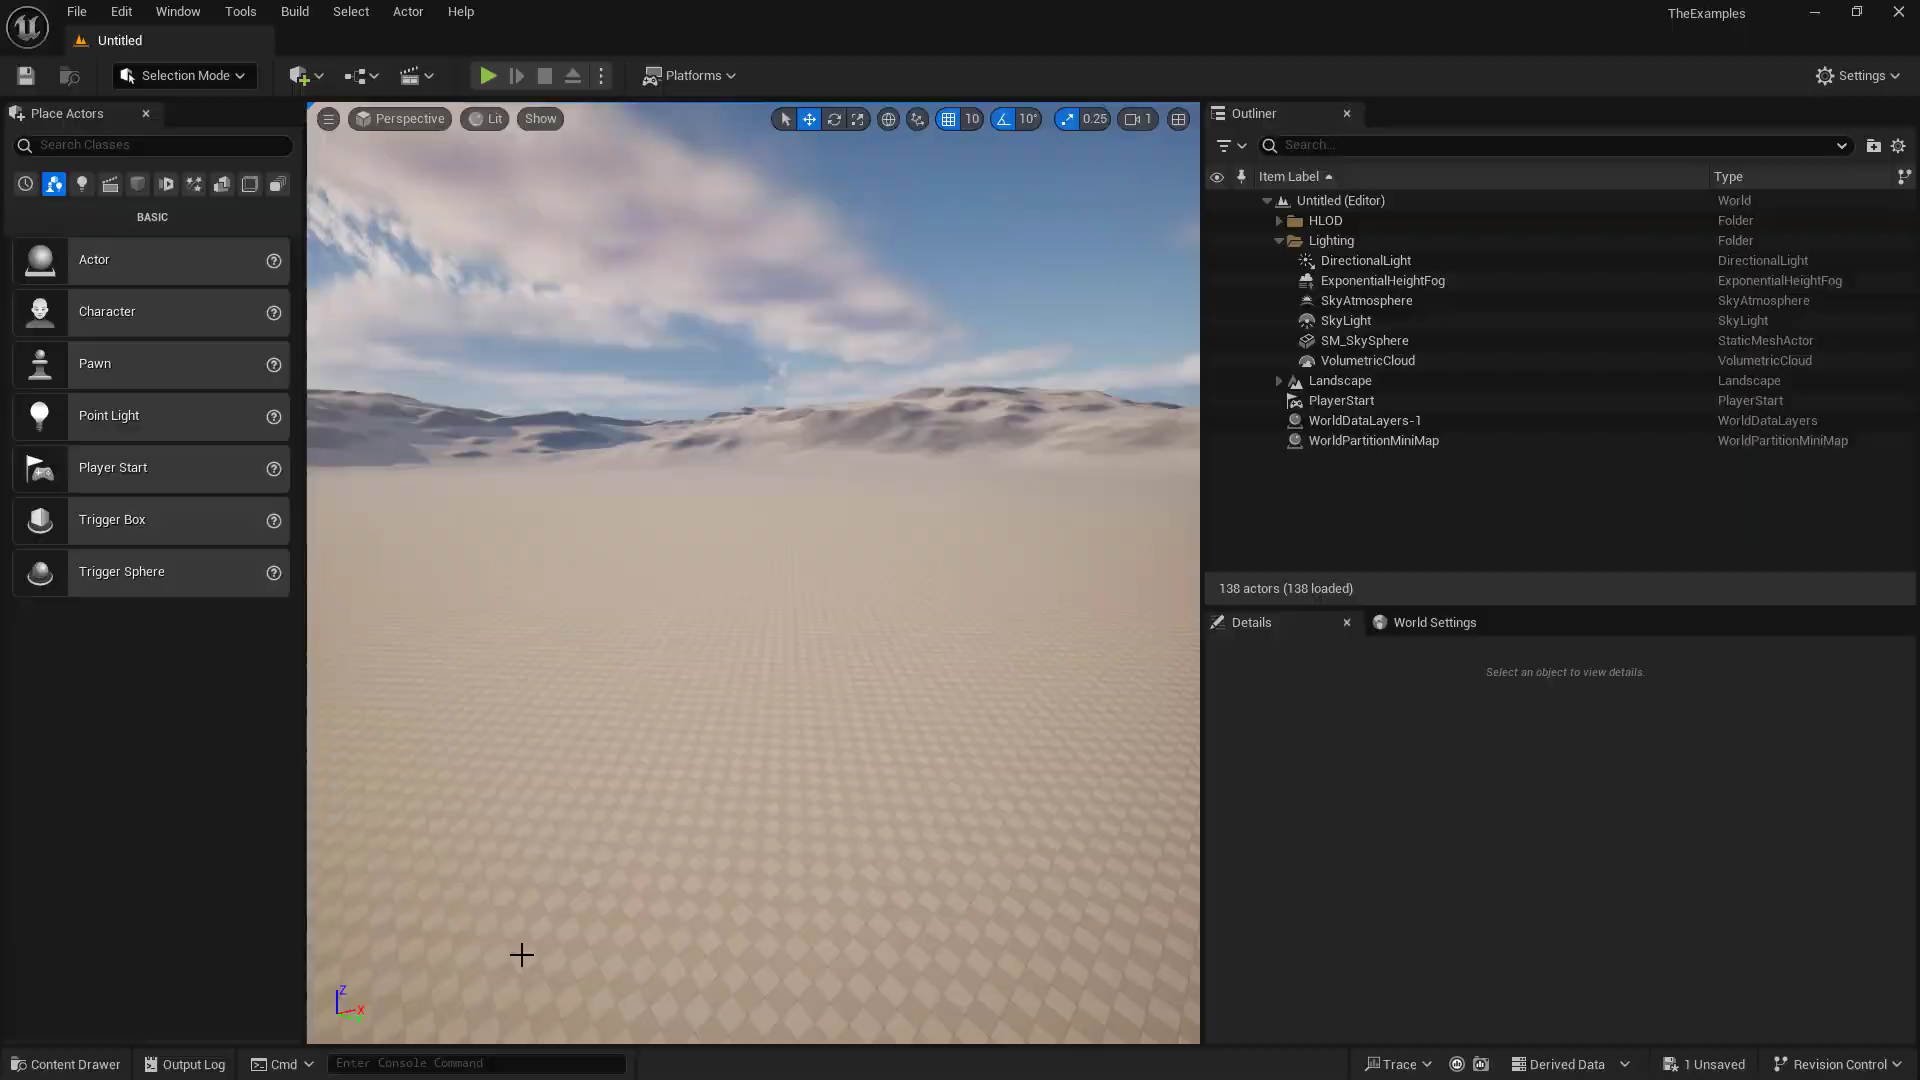 File Edit Window Tools Build Select Actor Help
TheExamples
Untitled
Selection Mode
Platforms
Settings
Place Actors
Search Classes
BASIC
Actor
Character
Pawn
Point Light
Player Start
Trigger Box
Trigger Sphere
Perspective Lit Show
10 10° 0.25 1
Z
X
Outliner
Search...
Item Label Type
Untitled (Editor) World
HLOD Folder
Lighting Folder
DirectionalLight DirectionalLight
ExponentialHeightFog ExponentialHeightFog
SkyAtmosphere SkyAtmosphere
SkyLight SkyLight
SM_SkySphere StaticMeshActor
VolumetricCloud VolumetricCloud
Landscape Landscape
PlayerStart PlayerStart
WorldDataLayers-1 WorldDataLayers
WorldPartitionMiniMap WorldPartitionMiniMap
138 actors (138 loaded)
Details World Settings
Select an object to view details.
Content Drawer Output Log Cmd Enter Console Command Trace Derived Data 1 Unsaved Revision Control